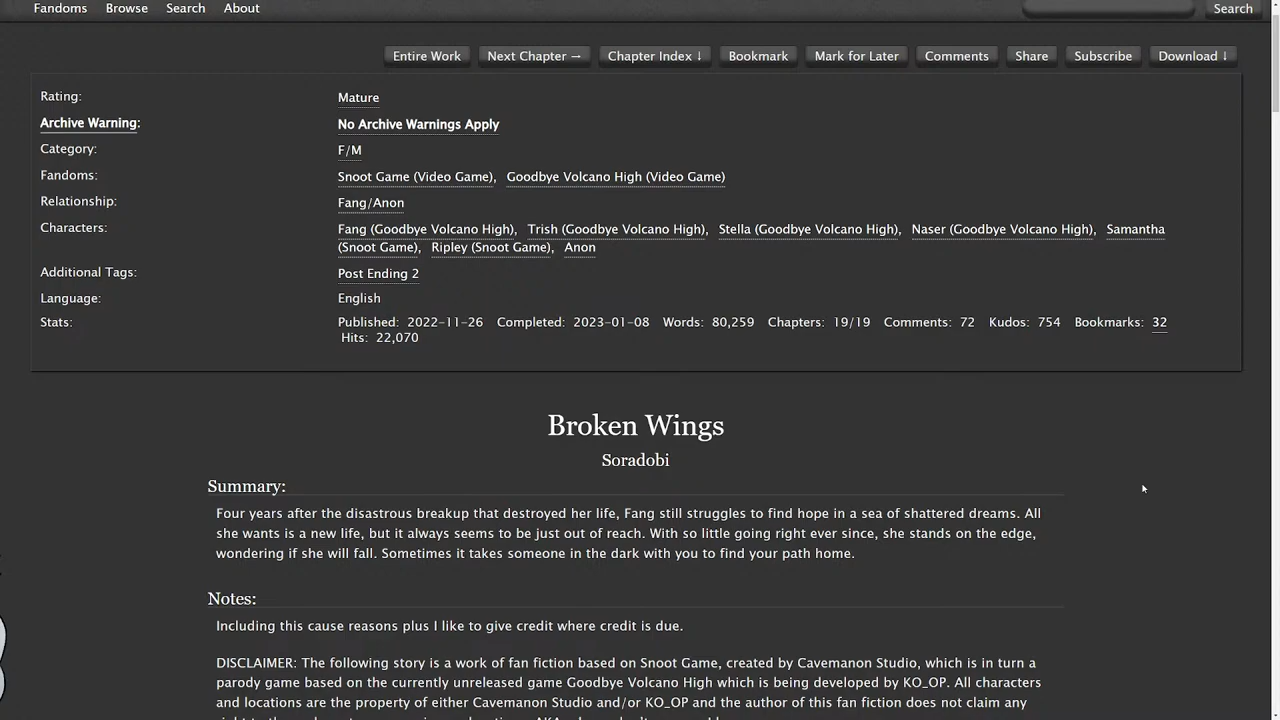 Fandoms Browse Search About Search
Entire Work Next Chapter → Chapter Index ↓ Bookmark Mark for Later Comments Share Subscribe Download ↓
Rating: Mature
Archive Warning: No Archive Warnings Apply
Category: F/M
Fandoms: Snoot Game (Video Game), Goodbye Volcano High (Video Game)
Relationship: Fang/Anon
Characters: Fang (Goodbye Volcano High), Trish (Goodbye Volcano High), Stella (Goodbye Volcano High), Naser (Goodbye Volcano High), Samantha
(Snoot Game), Ripley (Snoot Game), Anon
Additional Tags: Post Ending 2
Language: English
Stats: Published: 2022-11-26 Completed: 2023-01-08 Words: 80,259 Chapters: 19/19 Comments: 72 Kudos: 754 Bookmarks: 32
Hits: 22,070
Broken Wings
Soradobi
Summary:
Four years after the disastrous breakup that destroyed her life, Fang still struggles to find hope in a sea of shattered dreams. All
she wants is a new life, but it always seems to be just out of reach. With so little going right ever since, she stands on the edge,
wondering if she will fall. Sometimes it takes someone in the dark with you to find your path home.
Notes:
Including this cause reasons plus I like to give credit where credit is due.
DISCLAIMER: The following story is a work of fan fiction based on Snoot Game, created by Cavemanon Studio, which is in turn a
parody game based on the currently unreleased game Goodbye Volcano High which is being developed by KO_OP. All characters
and locations are the property of either Cavemanon Studio and/or KO_OP and the author of this fan fiction does not claim any